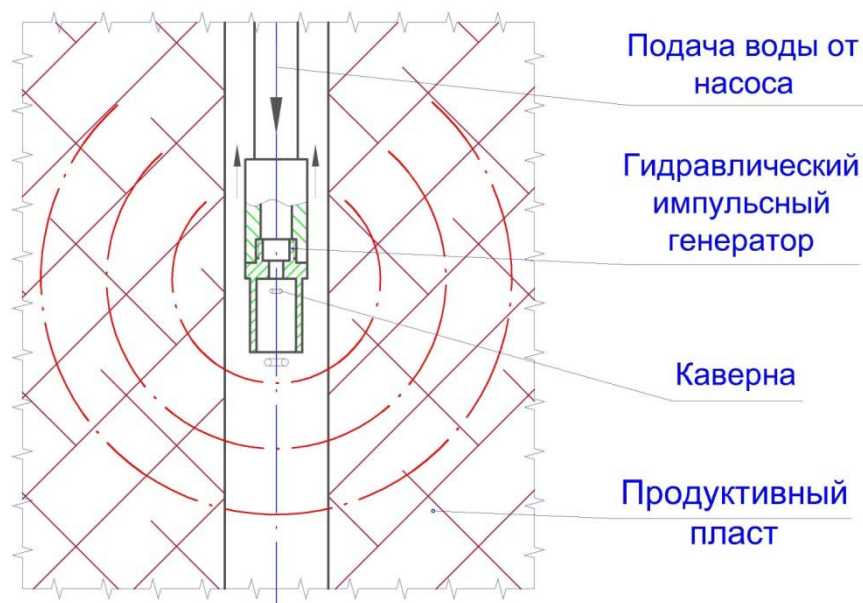 Подача воды от
насоса
Гидравлический
импульсный
генератор
Каверна
Продуктивный
пласт